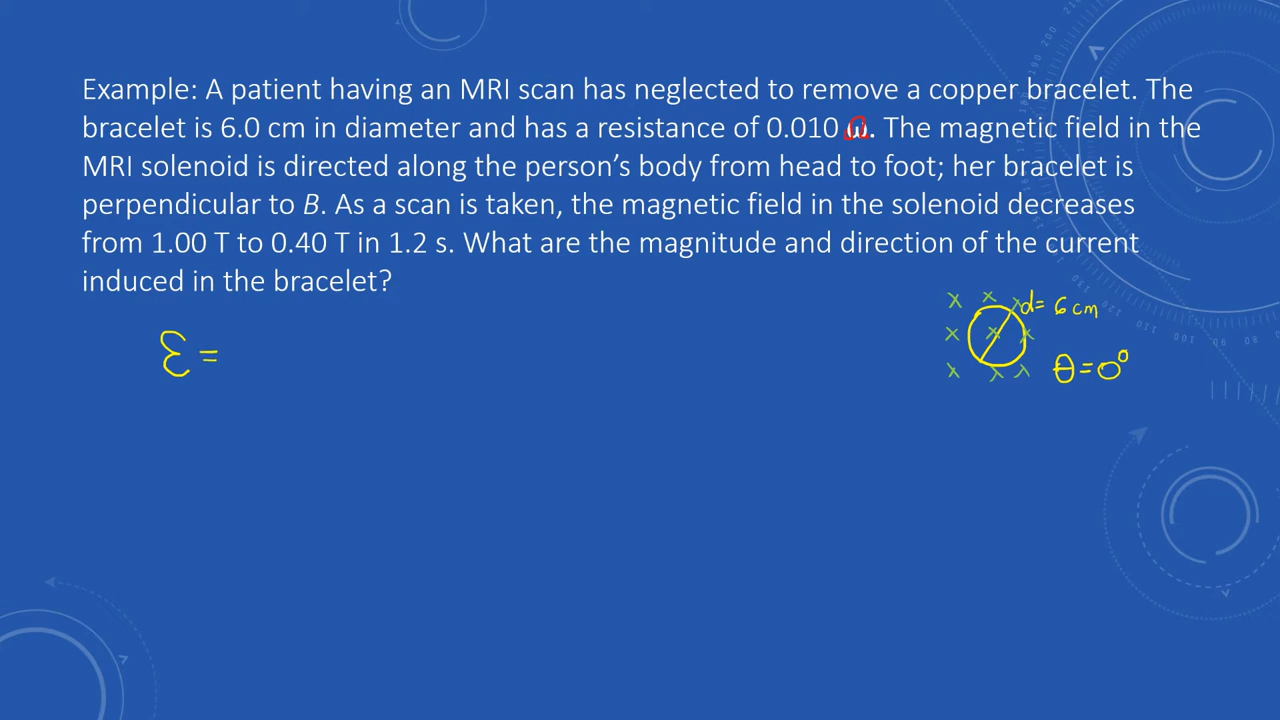 Example: A patient having an MRI scan has neglected to remove a copper bracelet. The
bracelet is 6.0 cm in diameter and has a resistance of 0.010 Ω. The magnetic field in the
MRI solenoid is directed along the person’s body from head to foot; her bracelet is
perpendicular to B. As a scan is taken, the magnetic field in the solenoid decreases
from 1.00 T to 0.40 T in 1.2 s. What are the magnitude and direction of the current
induced in the bracelet?
x x x d= 6 cm
x x x
x x x θ = 0°
ε =